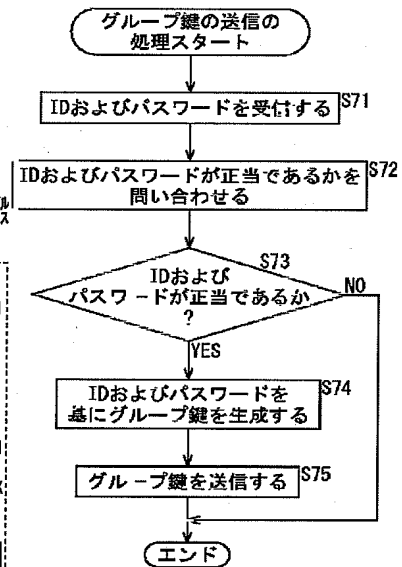 グループ鍵の送信の
処理スタート
IDおよびパスワードを受信する
S71
IDおよびパスワードが正当であるかを
問い合わせる
S72
ル
ス
S73
IDおよび
パスワードが正当であるか
?
NO
YES
IDおよびパスワードを
基にグループ鍵を生成する
S74
グループ鍵を送信する
S75
エンド